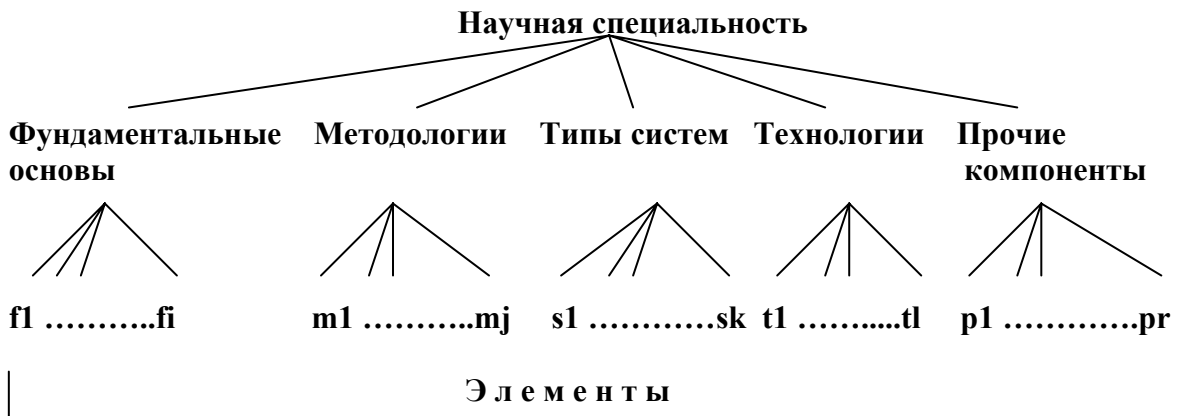 Научная специальность
Фундаментальные основы Методологии Типы систем Технологии Прочие компоненты
f1 ………..fi m1 ………..mj s1 …………sk t1 …….....tl p1 ………….pr
Э л е м е н т ы